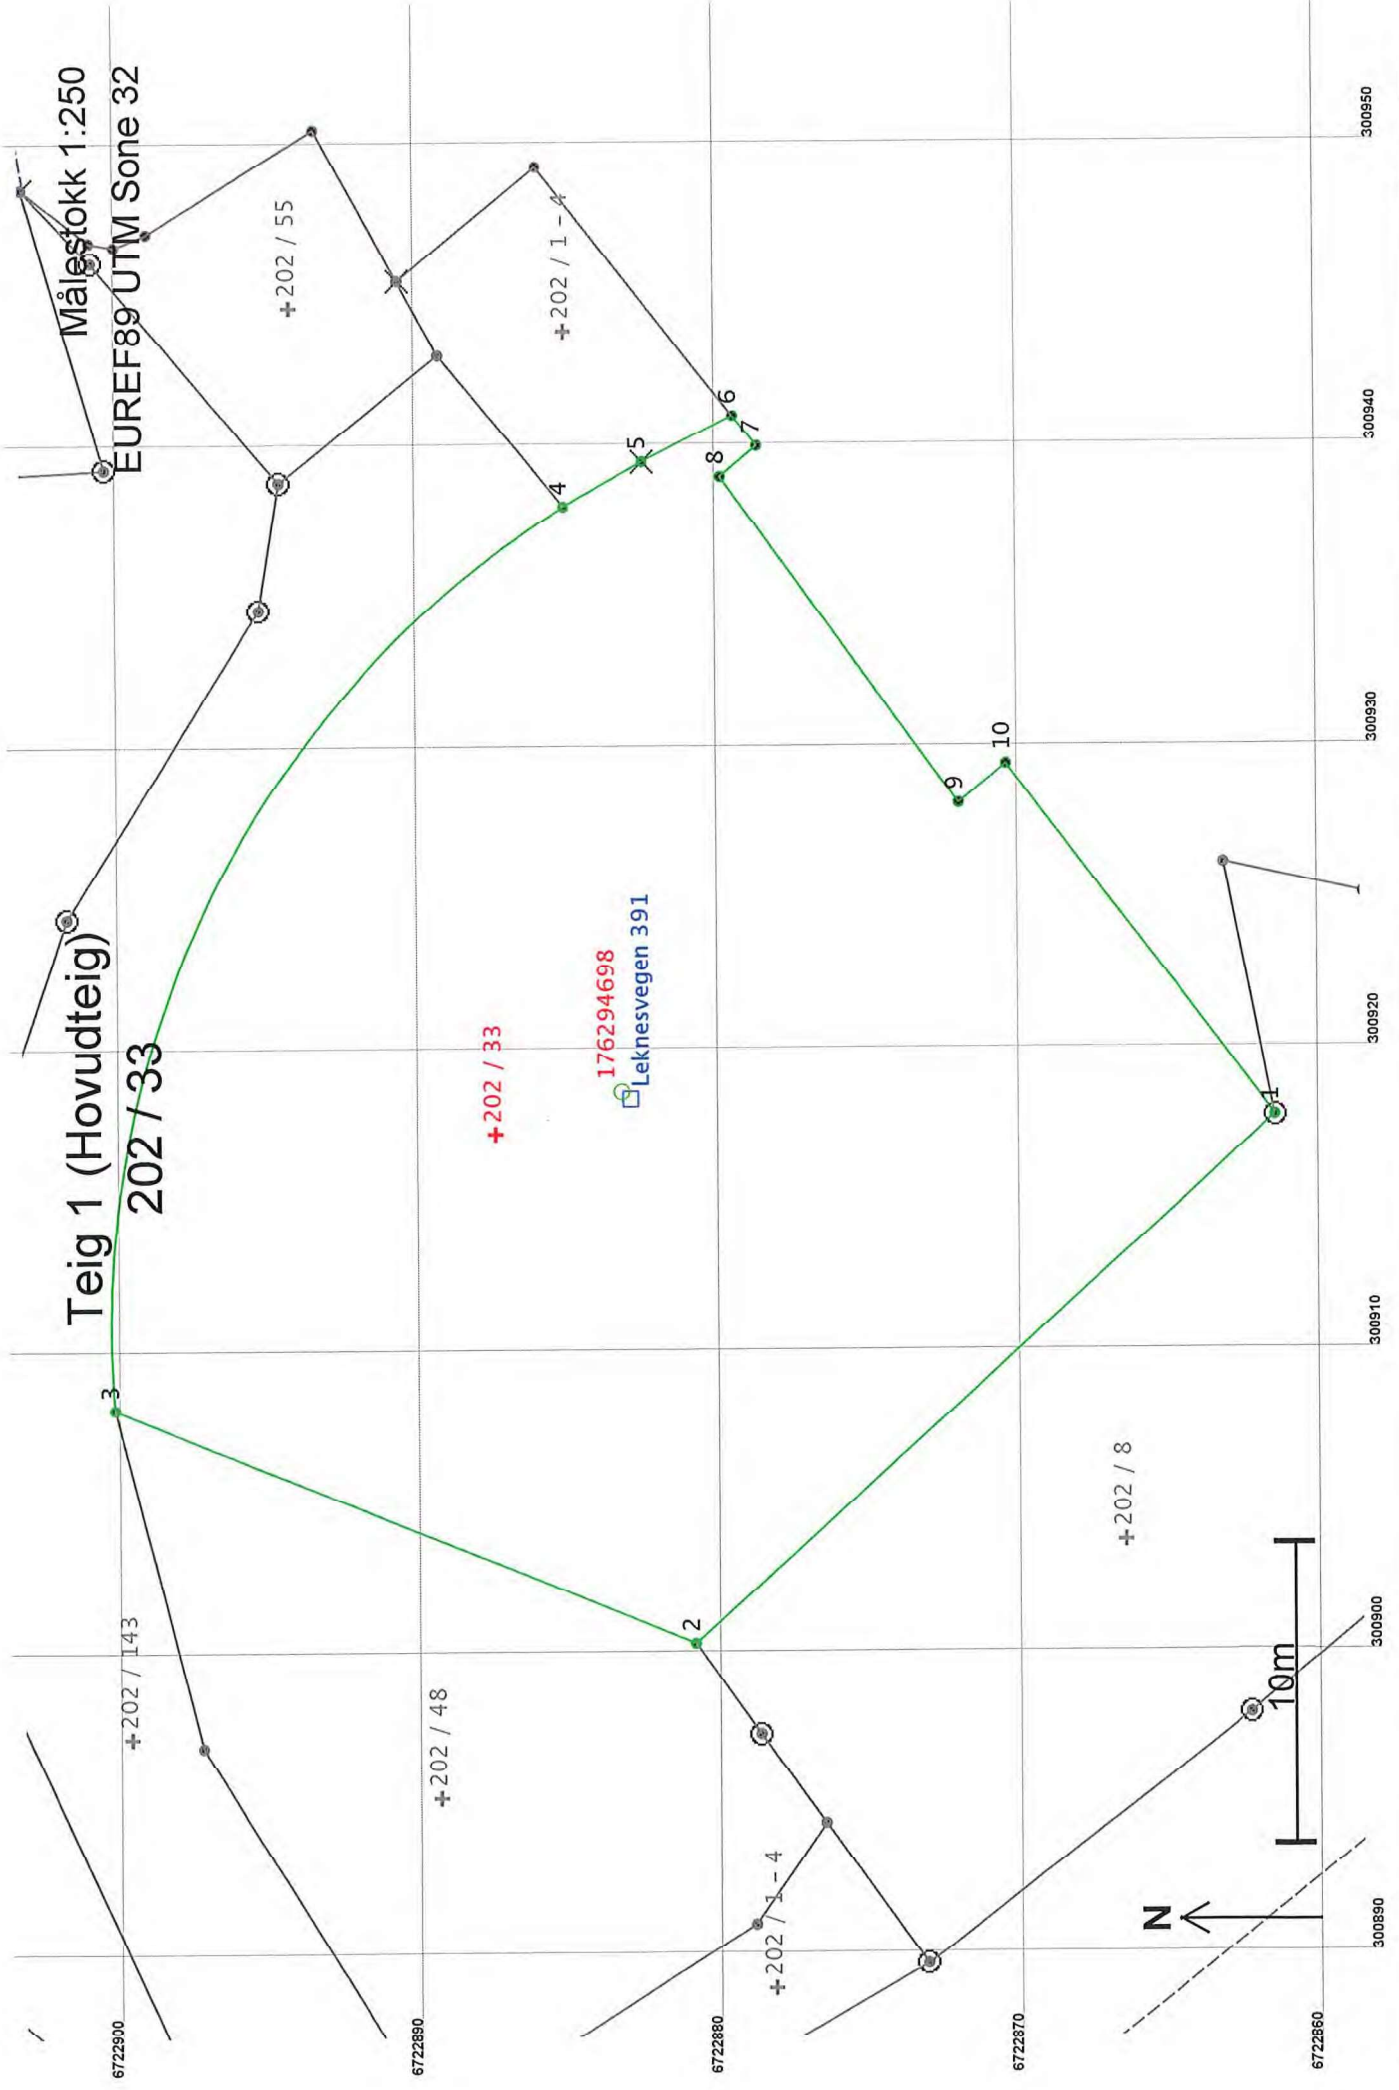 Teig 1 (Hovudteig)
202 / 33
Målestokk 1:250
EUREF89 UTM Sone 32
6722900
6722890
6722880
6722870
6722860
300890
300900
300910
300920
300930
300940
300950
+202 / 143
+202 / 48
+202 / 1 - 4
+202 / 8
+202 / 33
176294698
Leknesvegen 391
+202 / 55
+202 / 1 - 4
1
2
3
4
5
6
7
8
9
10
N
10m